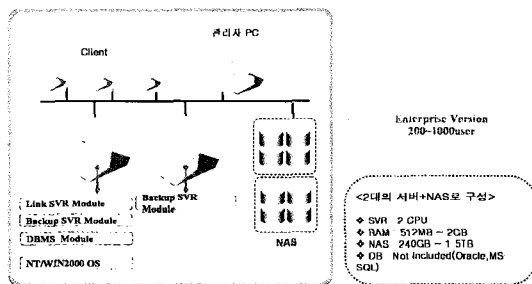 관리자 PC
Client
Enterprise Version
200~1000user
Link SVR Module
Backup SVR Module
DBMS Module
NT/WIN2000 OS
Backup SVR
Module
NAS
<2대의 서버+NAS로 구성>
❖ SVR 2 CPU
❖ RAM 512MB ~ 2GB
❖ NAS 240GB ~ 1 5TB
❖ DB Not Included(Oracle,MS
SQL)